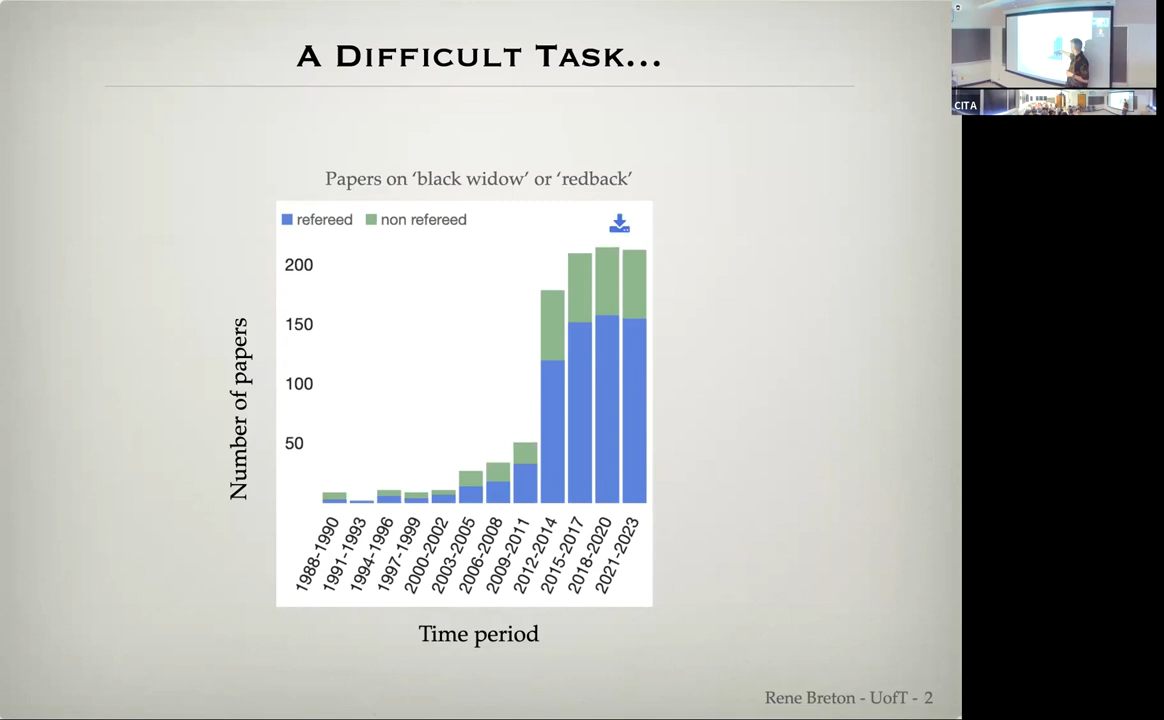 A DIFFICULT TASK...
CITA
Papers on ‘black widow’ or ‘redback’
refereed non refereed
200
150
100
50
Number of papers
1988-1990
1991-1993
1994-1996
1997-1999
2000-2002
2003-2005
2006-2008
2009-2011
2012-2014
2015-2017
2018-2020
2021-2023
Time period
Rene Breton - UofT - 2